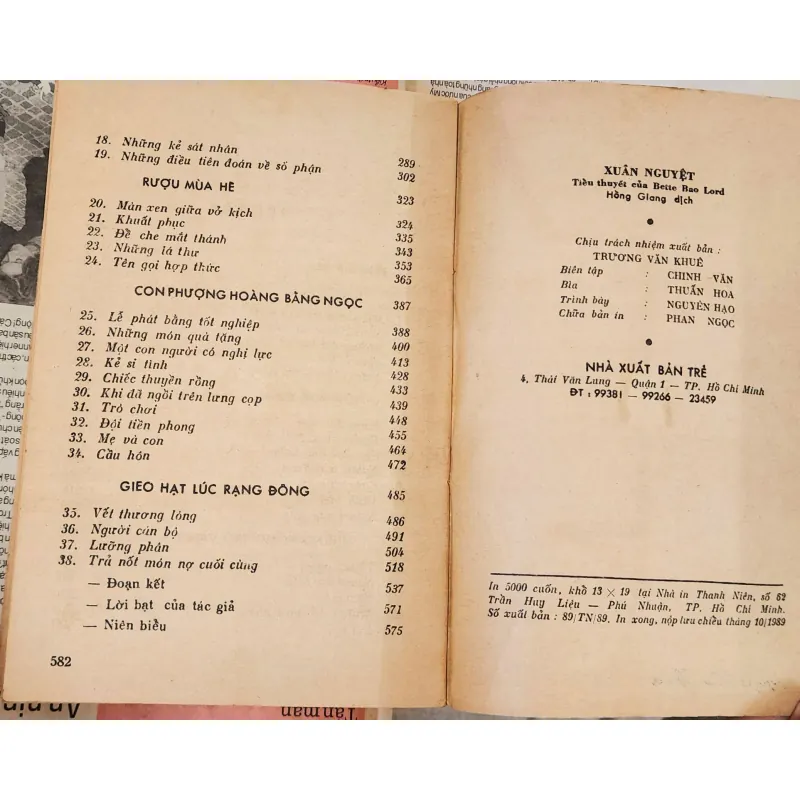 18. Những kẻ sát nhân 289
19. Những điều tiên đoán về số phận 302
RƯỢU MÙA HÈ 323
20. Màn xen giữa vở kịch 324
21. Khuất phục 335
22. Để che mắt thánh 343
23. Những lá thư 353
24. Tên gọi hợp thức 365
CON PHƯỢNG HOÀNG BẰNG NGỌC 387
25. Lễ phát bằng tốt nghiệp 388
26. Những món quà tặng 400
27. Một con người có nghị lực 413
28. Kẻ si tình 428
29. Chiếc thuyền rồng 433
30. Khi đã ngồi trên lưng cọp 439
31. Trò chơi 448
32. Đội tiền phong 455
33. Mẹ và con 464
34. Cầu hôn 472
GIEO HẠT LÚC RẠNG ĐÔNG 485
35. Vết thương lòng 486
36. Người cán bộ 491
37. Lưỡng phân 504
38. Trả nốt món nợ cuối cùng 518
— Đoạn kết 537
— Lời bạt của tác giả 571
— Niên biểu 575
582
XUÂN NGUYỆT
Tiểu thuyết của Bette Bao Lord
Hồng Giang dịch
Chịu trách nhiệm xuất bản :
TRƯƠNG VĂN KHUÊ
Biên tập : CHINH VĂN
Bìa : THUẤN HOA
Trình bày : NGUYÊN HẠO
Chữa bản in : PHAN NGỌC
NHÀ XUẤT BẢN TRẺ
4, Thái Văn Lung — Quận 1 — TP. Hồ Chí Minh
ĐT : 99381 — 99266 — 23459
In 5000 cuốn, khổ 13 × 19 tại Nhà in Thanh Niên, số 62
Trần Huy Liệu — Phú Nhuận, TP. Hồ Chí Minh.
Số xuất bản : 89/TN/89. In xong, nộp lưu chiểu tháng 10/1989